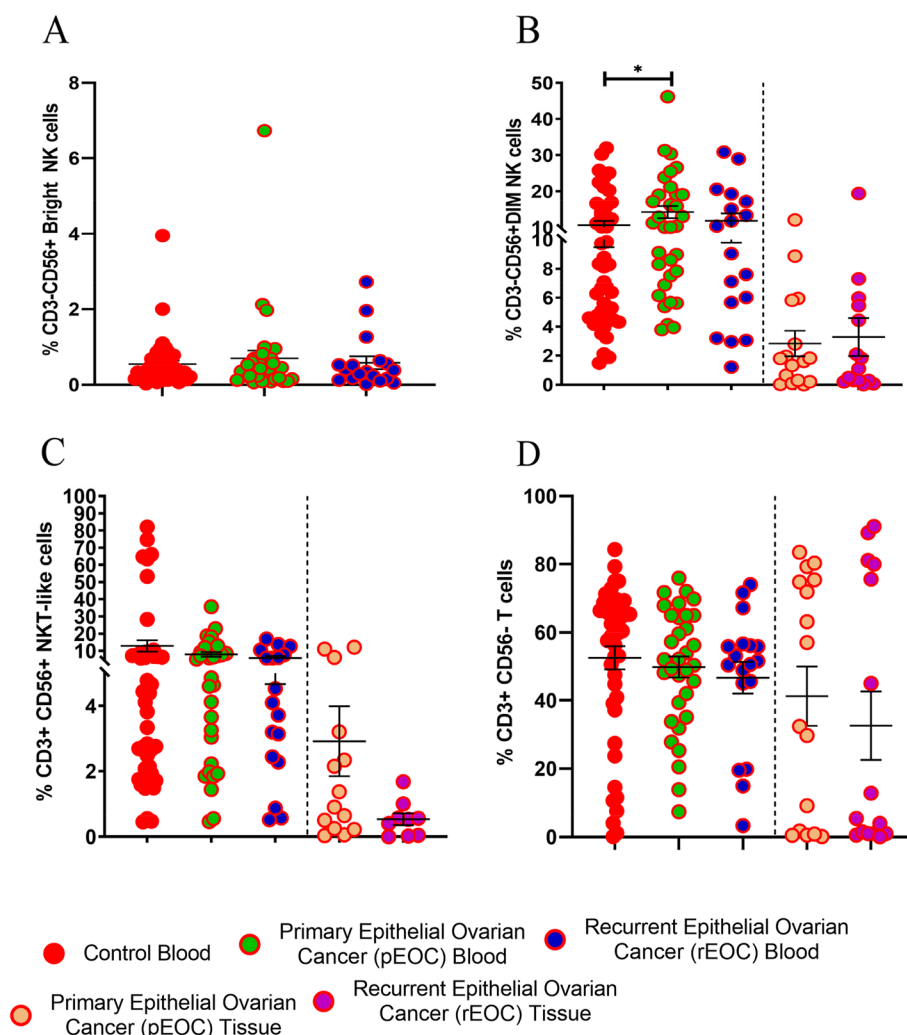 A
% CD3-CD56+ Bright NK cells
8
6
4
2
0
B
% CD3-CD56+DIM NK cells
50
40
30
20
10
10
8
6
4
2
0
*
C
% CD3+ CD56+ NKT-like cells
100
90
80
70
60
50
40
30
20
10
4
2
0
D
% CD3+ CD56- T cells
100
80
60
40
20
0
Control Blood
Primary Epithelial Ovarian
Cancer (pEOC) Blood
Recurrent Epithelial Ovarian
Cancer (rEOC) Blood
Primary Epithelial Ovarian
Cancer (pEOC) Tissue
Recurrent Epithelial Ovarian
Cancer (rEOC) Tissue